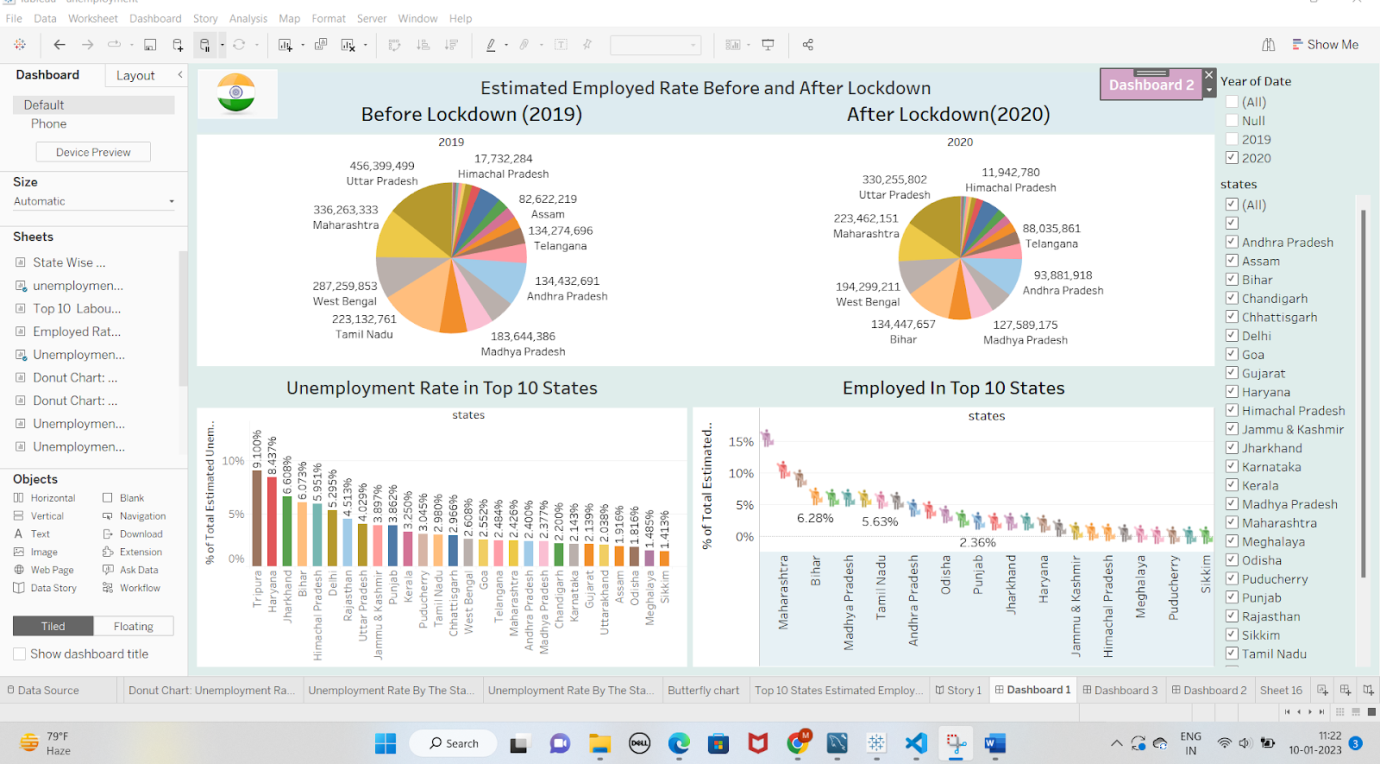 File Data Worksheet Dashboard Story Analysis Map Format Server Window Help
Show Me
Dashboard Layout
Default
Phone
Device Preview
Size
Automatic
Sheets
State Wise ...
unemploymen...
Top 10 Labou...
Employed Rat...
Unemploymen...
Donut Chart: ...
Donut Chart: ...
Unemploymen...
Unemploymen...
Objects
Horizontal Blank
Vertical Navigation
Text Download
Image Extension
Web Page Ask Data
Data Story Workflow
Tiled Floating
Show dashboard title
Estimated Employed Rate Before and After Lockdown
Before Lockdown (2019) After Lockdown(2020)
Dashboard 2
2019
456,399,499
Uttar Pradesh
17,732,284
Himachal Pradesh
336,263,333
Maharashtra
82,622,219
Assam
134,274,696
Telangana
287,259,853
West Bengal
134,432,691
Andhra Pradesh
223,132,761
Tamil Nadu
183,644,386
Madhya Pradesh
2020
330,255,802
Uttar Pradesh
11,942,780
Himachal Pradesh
223,462,151
Maharashtra
88,035,861
Telangana
194,299,211
West Bengal
93,881,918
Andhra Pradesh
134,447,657
Bihar
127,589,175
Madhya Pradesh
Unemployment Rate in Top 10 States
states
% of Total Estimated Unem..
10%
5%
0%
9.100%
8.437%
6.608%
6.073%
5.951%
5.295%
4.513%
4.029%
3.897%
3.862%
3.250%
3.045%
2.980%
2.966%
2.608%
2.552%
2.484%
2.426%
2.400%
2.377%
2.200%
2.143%
2.139%
2.038%
1.916%
1.816%
1.485%
1.413%
Tripura
Haryana
Jharkhand
Bihar
Himachal Pradesh
Delhi
Rajasthan
Uttar Pradesh
Jammu & Kashmir
Punjab
Kerala
Puducherry
Tamil Nadu
Chhattisgarh
West Bengal
Goa
Telangana
Maharashtra
Andhra Pradesh
Madhya Pradesh
Chandigarh
Karnataka
Gujarat
Uttarakhand
Assam
Odisha
Meghalaya
Sikkim
Employed In Top 10 States
states
% of Total Estimated..
15%
10%
5%
0%
6.28%
5.63%
2.36%
Maharashtra
Bihar
Madhya Pradesh
Tamil Nadu
Andhra Pradesh
Odisha
Punjab
Jharkhand
Haryana
Jammu & Kashmir
Himachal Pradesh
Meghalaya
Puducherry
Sikkim
Year of Date
(All)
Null
2019
2020
states
(All)
Andhra Pradesh
Assam
Bihar
Chandigarh
Chhattisgarh
Delhi
Goa
Gujarat
Haryana
Himachal Pradesh
Jammu & Kashmir
Jharkhand
Karnataka
Kerala
Madhya Pradesh
Maharashtra
Meghalaya
Odisha
Puducherry
Punjab
Rajasthan
Sikkim
Tamil Nadu
Data Source Donut Chart: Unemployment Ra... Unemployment Rate By The Sta... Unemployment Rate By The Sta... Butterfly chart Top 10 States Estimated Employ... Story 1 Dashboard 1 Dashboard 3 Dashboard 2 Sheet 16
79°F
Haze
Search
DELL
M
W
ENG
IN
11:22
10-01-2023
3